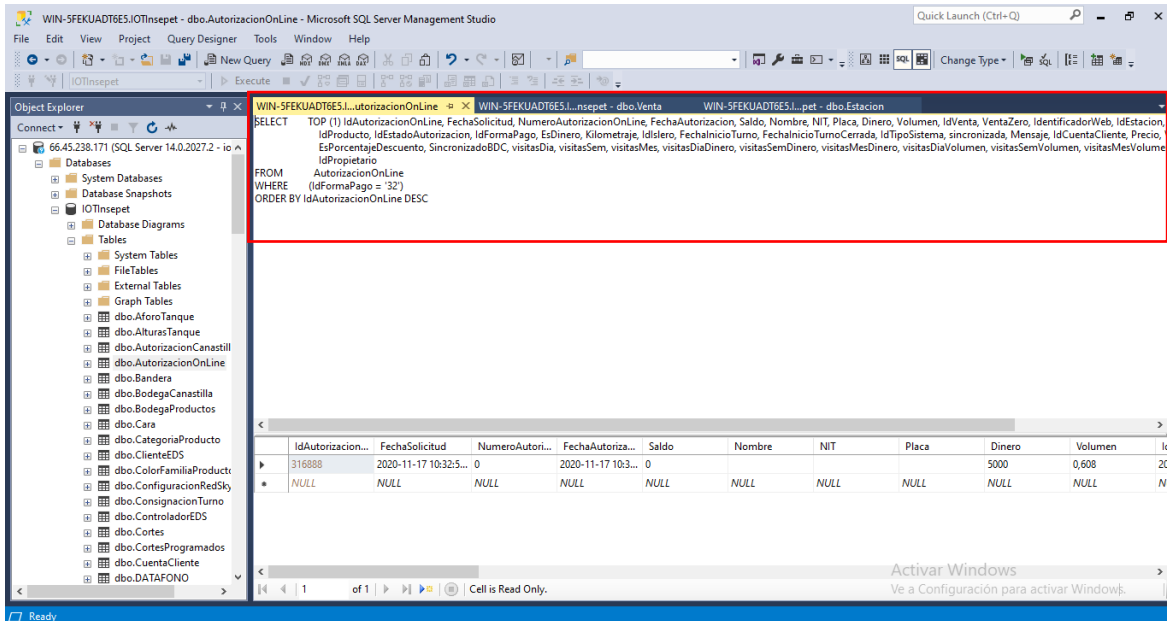 WIN-5FEKUADT6E5.IOTInsepet - dbo.AutorizacionOnLine - Microsoft SQL Server Management Studio
Quick Launch (Ctrl+Q)
File Edit View Project Query Designer Tools Window Help
New Query
Change Type
IOTInsepet
Execute
Object Explorer
Connect
66.45.238.171 (SQL Server 14.0.2027.2 - io
Databases
System Databases
Database Snapshots
IOTInsepet
Database Diagrams
Tables
System Tables
FileTables
External Tables
Graph Tables
dbo.AforoTanque
dbo.AlturasTanque
dbo.AutorizacionCanastill
dbo.AutorizacionOnLine
dbo.Bandera
dbo.BodegaCanastilla
dbo.BodegaProductos
dbo.Cara
dbo.CategoriaProducto
dbo.ClienteEDS
dbo.ColorFamiliaProducto
dbo.ConfiguracionRedSky
dbo.ConsignacionTurno
dbo.ControladorEDS
dbo.Cortes
dbo.CortesProgramados
dbo.CuentaCliente
dbo.DATAFONO
WIN-5FEKUADT6E5.I...utorizacionOnLine WIN-5FEKUADT6E5.I...nsepet - dbo.Venta WIN-5FEKUADT6E5.I...pet - dbo.Estacion
SELECT TOP (1) IdAutorizacionOnLine, FechaSolicitud, NumeroAutorizacionOnLine, FechaAutorizacion, Saldo, Nombre, NIT, Placa, Dinero, Volumen, IdVenta, VentaZero, IdentificadorWeb, IdEstacion,
IdProducto, IdEstadoAutorizacion, IdFormaPago, EsDinero, Kilometraje, IdIslero, FechaInicioTurno, FechaInicioTurnoCerrada, IdTipoSistema, sincronizada, Mensaje, IdCuentaCliente, Precio,
EsPorcentajeDescuento, SincronizadoBDC, visitasDia, visitasSem, visitasMes, visitasDiaDinero, visitasSemDinero, visitasMesDinero, visitasDiaVolumen, visitasSemVolumen, visitasMesVolume
IdPropietario
FROM AutorizacionOnLine
WHERE (IdFormaPago = '32')
ORDER BY IdAutorizacionOnLine DESC
IdAutorizacion... FechaSolicitud NumeroAutori... FechaAutoriza... Saldo Nombre NIT Placa Dinero Volumen
316888 2020-11-17 10:32:5... 0 2020-11-17 10:3... 0 5000 0,608 20
NULL NULL NULL NULL NULL NULL NULL NULL NULL NULL N
1 of 1 Cell is Read Only.
Activar Windows
Ve a Configuración para activar Windows.
Ready